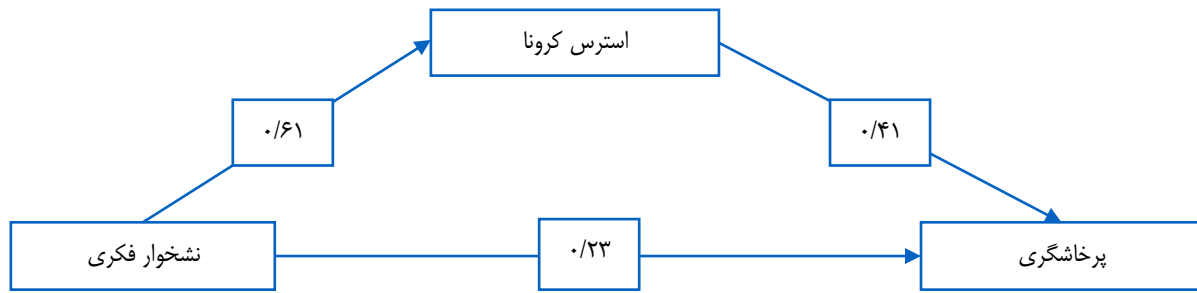 استرس کرونا
۰/۶۱
۰/۴۱
نشخوار فکری
۰/۲۳
پرخاشگری